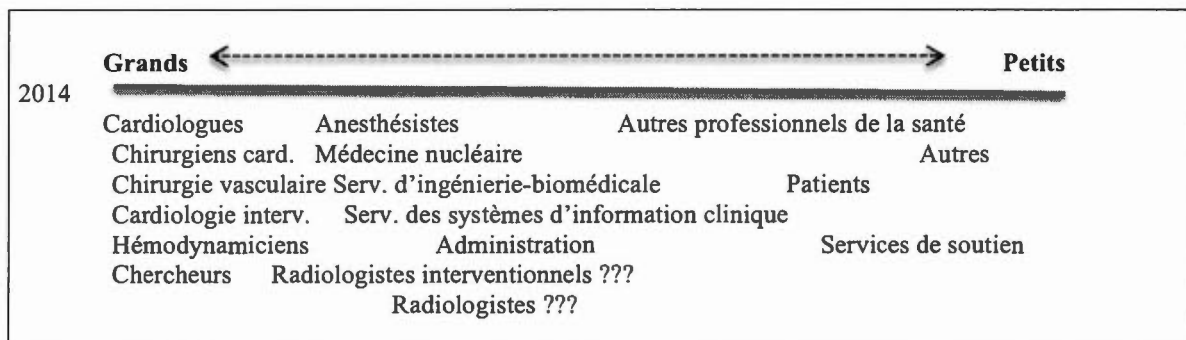 Grands Petits
2014
Cardiologues Anesthésistes Autres professionnels de la santé
Chirurgiens card. Médecine nucléaire Autres
Chirurgie vasculaire Serv. d'ingénierie-biomédicale Patients
Cardiologie interv. Serv. des systèmes d'information clinique
Hémodynamiciens Administration Services de soutien
Chercheurs Radiologistes interventionnels ???
Radiologistes ???